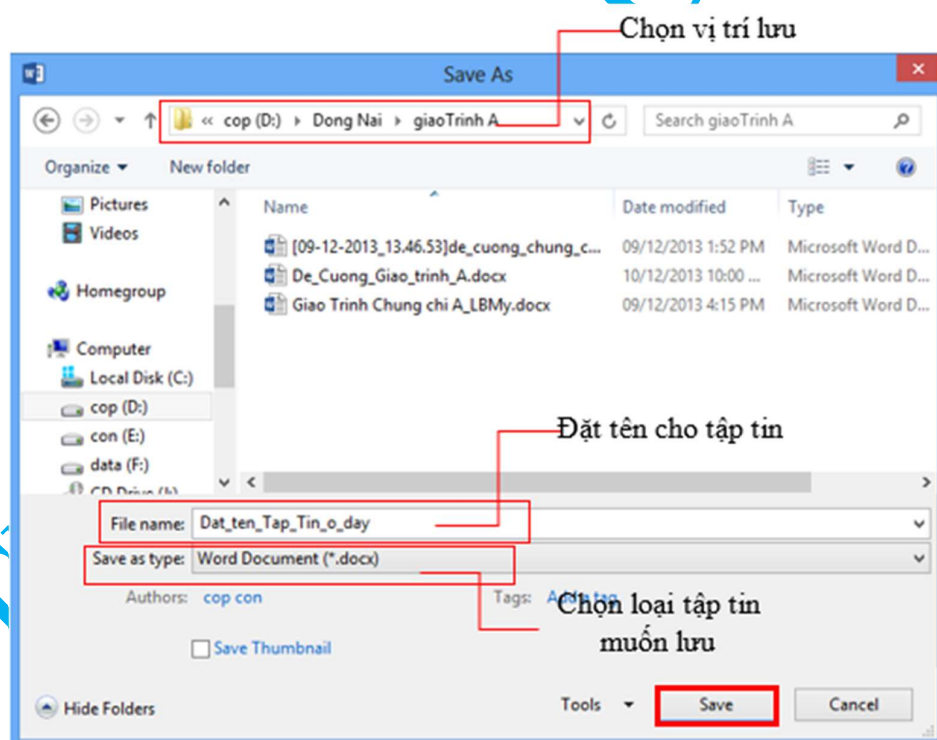 Chọn vị trí lưu
Save As
« cop (D:) Dong Nai giaoTrinh A Search giaoTrinh A
Organize New folder
Pictures
Videos
Homegroup
Computer
Local Disk (C:)
cop (D:)
con (E:)
data (F:)
CD Drive (I:)
Name Date modified Type
[09-12-2013_13.46.53]de_cuong_chung_c... 09/12/2013 1:52 PM Microsoft Word D...
De_Cuong_Giao_trinh_A.docx 10/12/2013 10:00 ... Microsoft Word D...
Giao Trinh Chung chi A_LBMy.docx 09/12/2013 4:15 PM Microsoft Word D...
Đặt tên cho tập tin
File name: Dat_ten_Tap_Tin_o_day
Save as type: Word Document (*.docx)
Authors: cop con Tags: Add a tag
Chọn loại tập tin
muốn lưu
Save Thumbnail
Hide Folders Tools Save Cancel